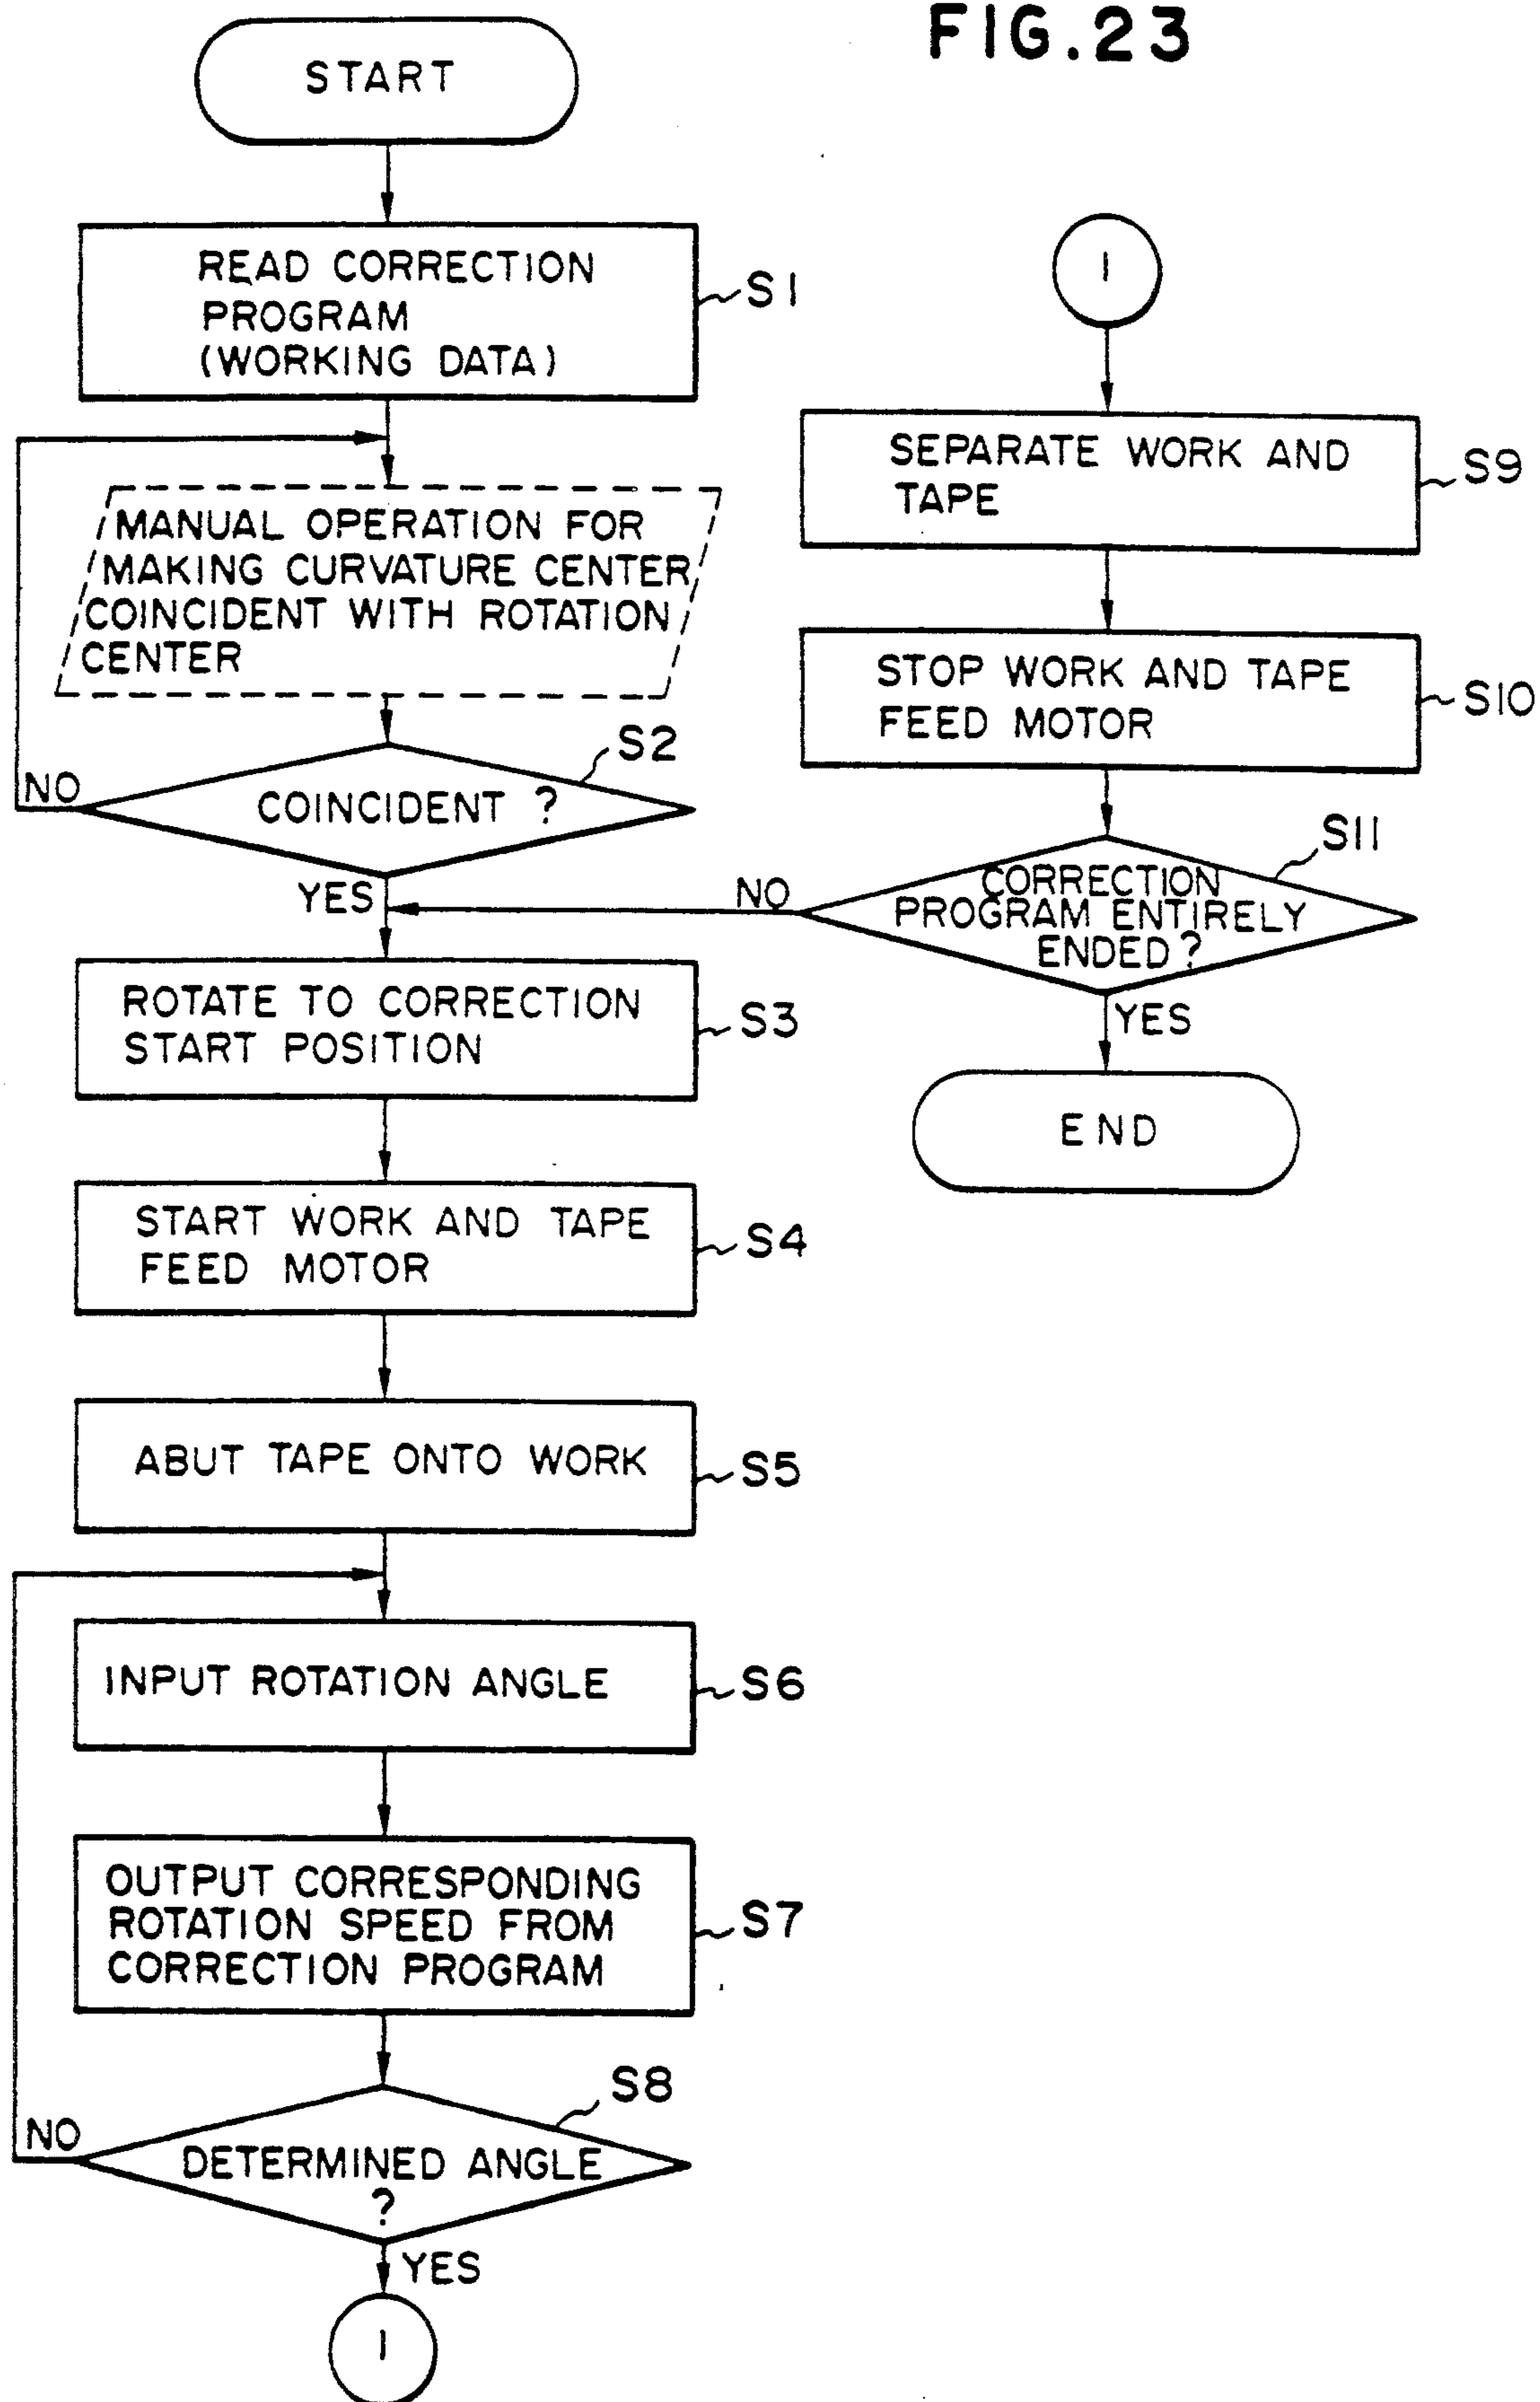 FIG.23
START
READ CORRECTION
PROGRAM
(WORKING DATA)
S1
MANUAL OPERATION FOR
MAKING CURVATURE CENTER
COINCIDENT WITH ROTATION
CENTER
S2
COINCIDENT ?
NO
YES
ROTATE TO CORRECTION
START POSITION
S3
START WORK AND TAPE
FEED MOTOR
S4
ABUT TAPE ONTO WORK
S5
INPUT ROTATION ANGLE
S6
OUTPUT CORRESPONDING
ROTATION SPEED FROM
CORRECTION PROGRAM
S7
S8
DETERMINED ANGLE
?
NO
YES
1
1
SEPARATE WORK AND
TAPE
S9
STOP WORK AND TAPE
FEED MOTOR
S10
S11
CORRECTION
PROGRAM ENTIRELY
ENDED?
NO
YES
END